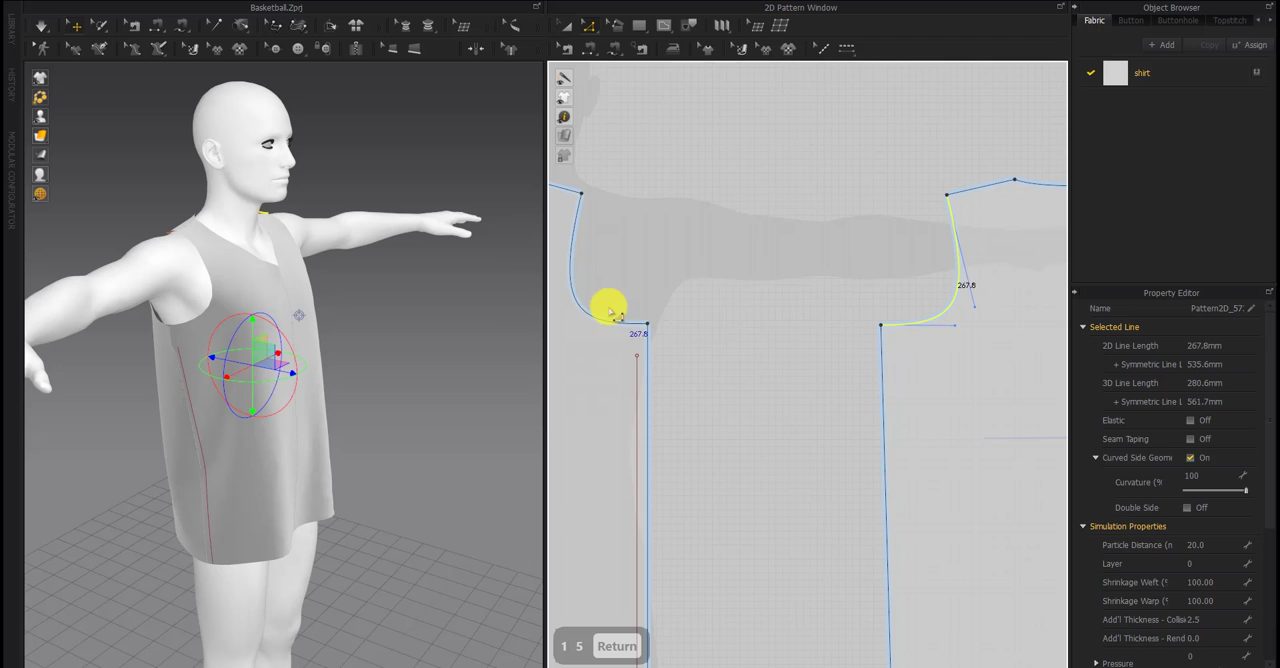 Basketball.Zprj
2D Pattern Window
Object Browser
LIBRARY
HISTORY
MODULAR CONFIGURATOR
Fabric
Button
Buttonhole
Topstitch
+ Add
Copy
Assign
shirt
267.8
267.8
1 5 Return
Property Editor
Name Pattern2D_57
Selected Line
2D Line Length 267.8mm
+ Symmetric Line L 535.6mm
3D Line Length 280.6mm
+ Symmetric Line L 561.7mm
Elastic Off
Seam Taping Off
Curved Side Geom On
Curvature (% 100
Double Side Off
Simulation Properties
Particle Distance (n 20.0
Layer 0
Shrinkage Weft (% 100.00
Shrinkage Warp (% 100.00
Add'l Thickness - Collis 2.5
Add'l Thickness - Rend 0.0
Pressure 0